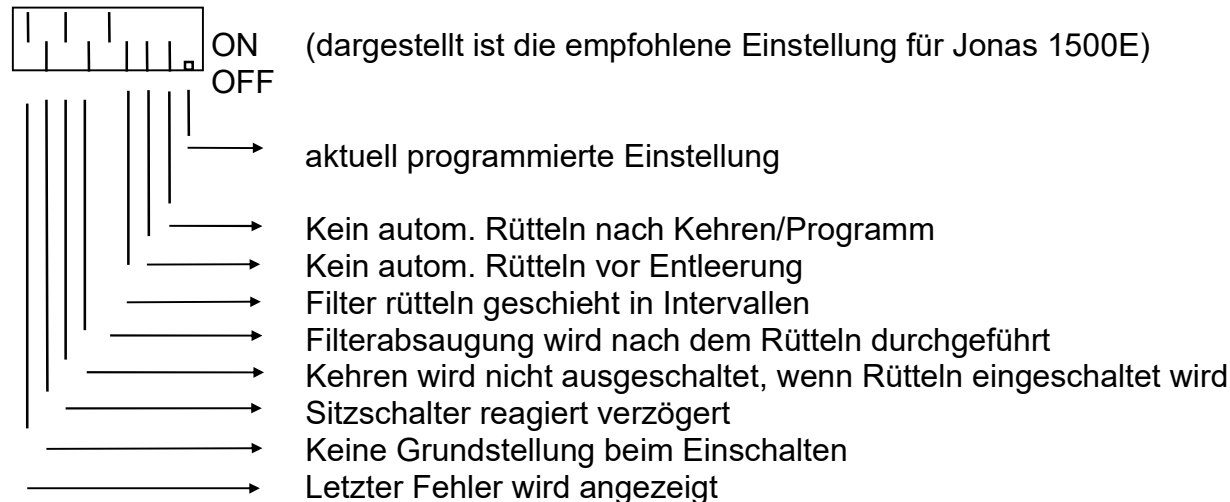 ON (dargestellt ist die empfohlene Einstellung für Jonas 1500E)
OFF
aktuell programmierte Einstellung
Kein autom. Rütteln nach Kehren/Programm
Kein autom. Rütteln vor Entleerung
Filter rütteln geschieht in Intervallen
Filterabsaugung wird nach dem Rütteln durchgeführt
Kehren wird nicht ausgeschaltet, wenn Rütteln eingeschaltet wird
Sitzschalter reagiert verzögert
Keine Grundstellung beim Einschalten
Letzter Fehler wird angezeigt